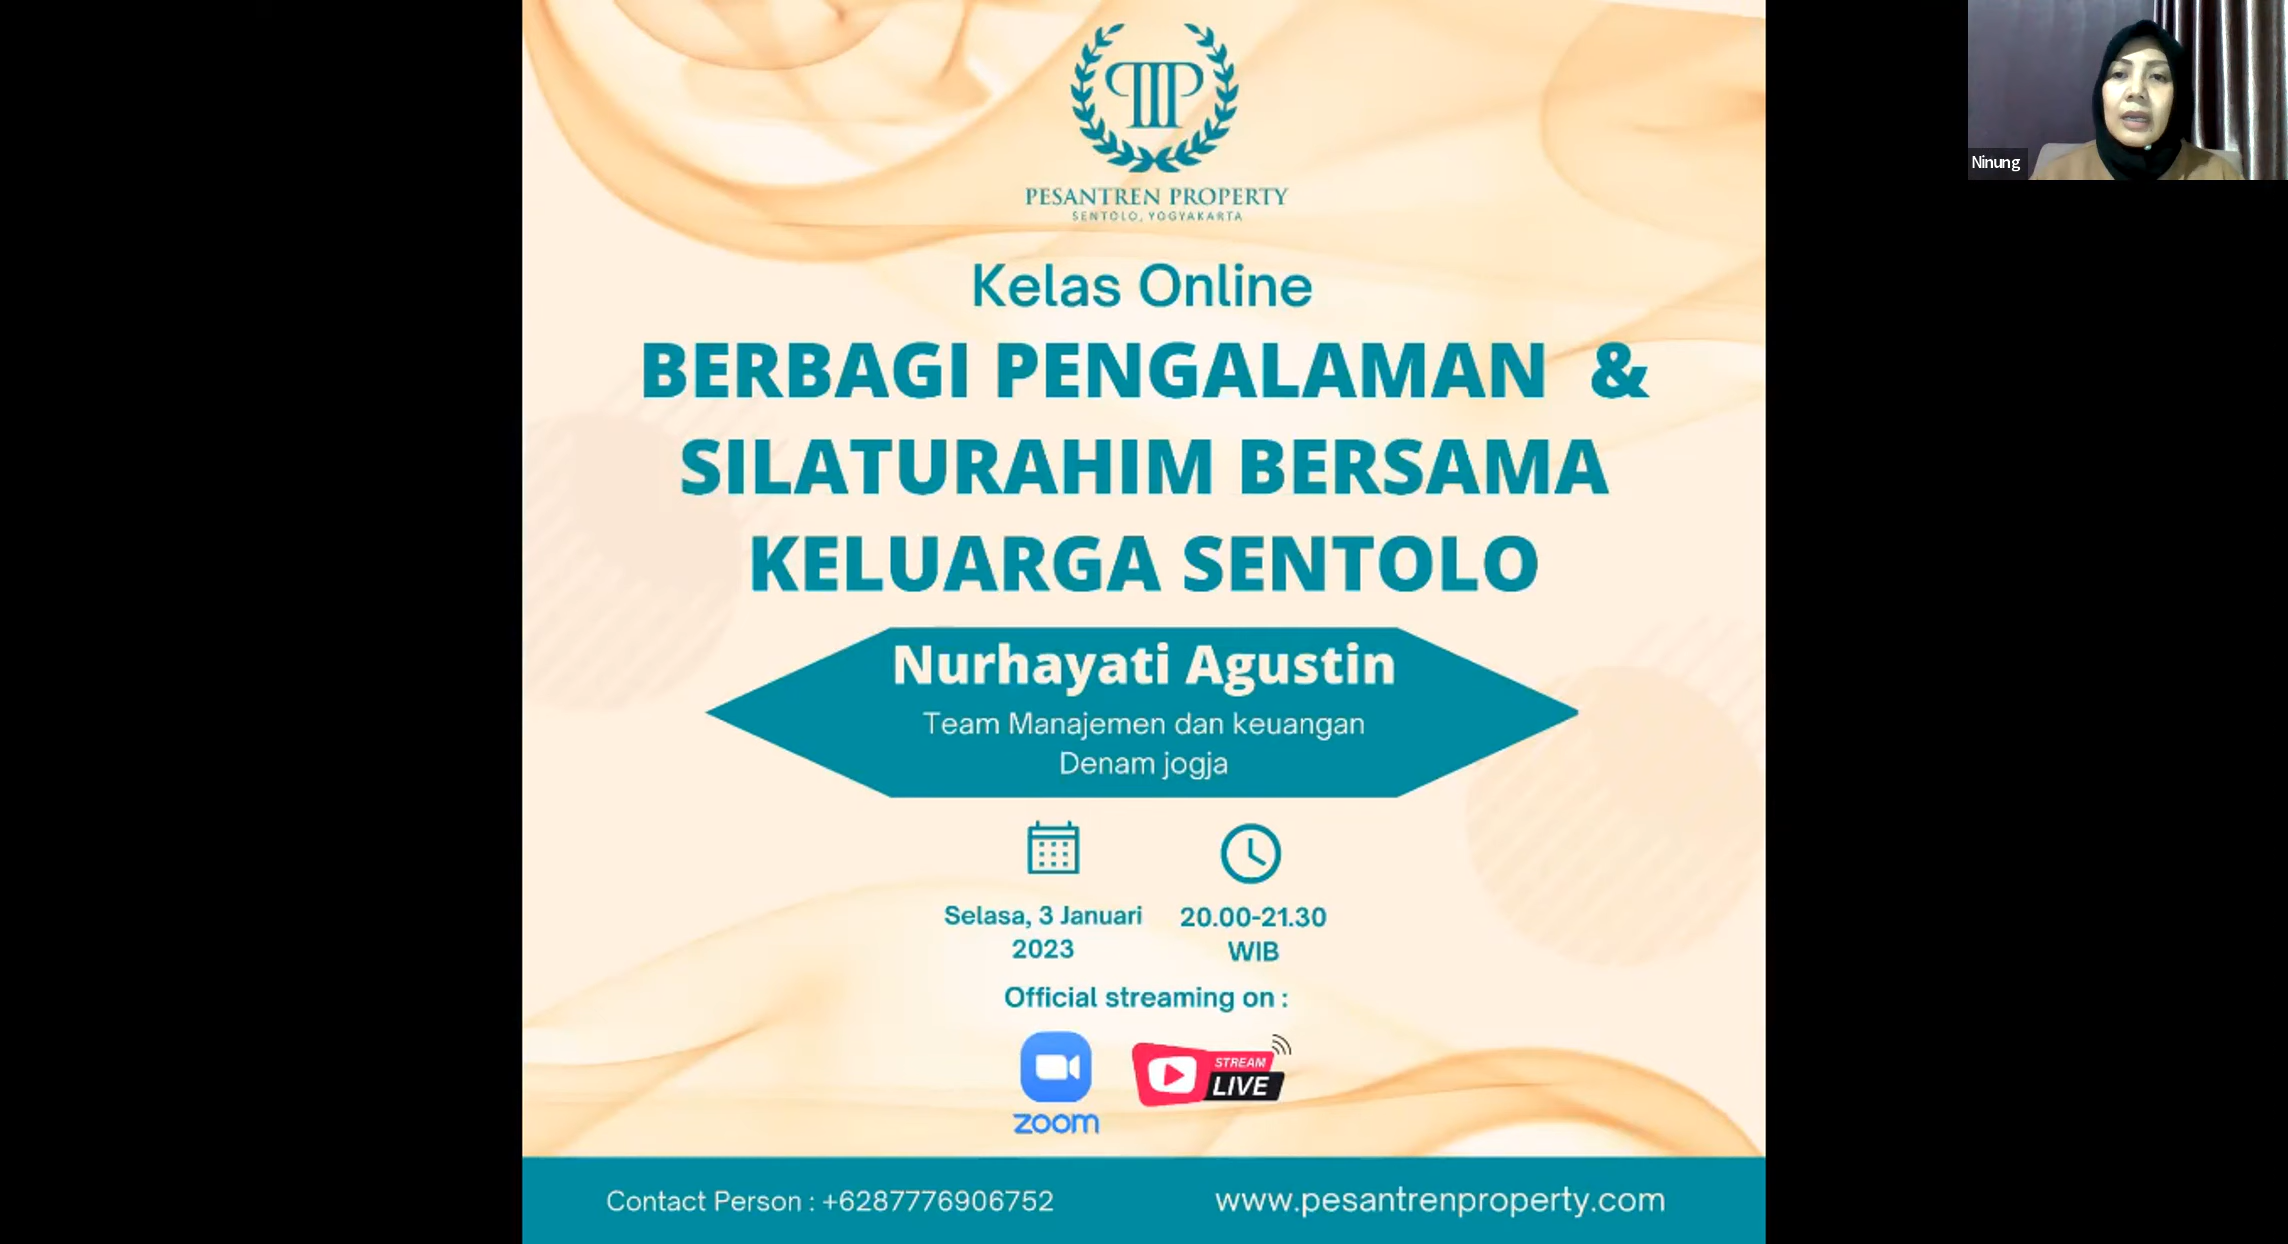 PESANTREN PROPERTY
SENTOLO, YOGYAKARTA
Kelas Online
BERBAGI PENGALAMAN &
SILATURAHIM BERSAMA
KELUARGA SENTOLO
Nurhayati Agustin
Team Manajemen dan keuangan
Denam jogja
Selasa, 3 Januari
2023
20.00-21.30
WIB
Official streaming on :
zoom
STREAM
LIVE
Contact Person : +6287776906752
www.pesantrenproperty.com
Ninung